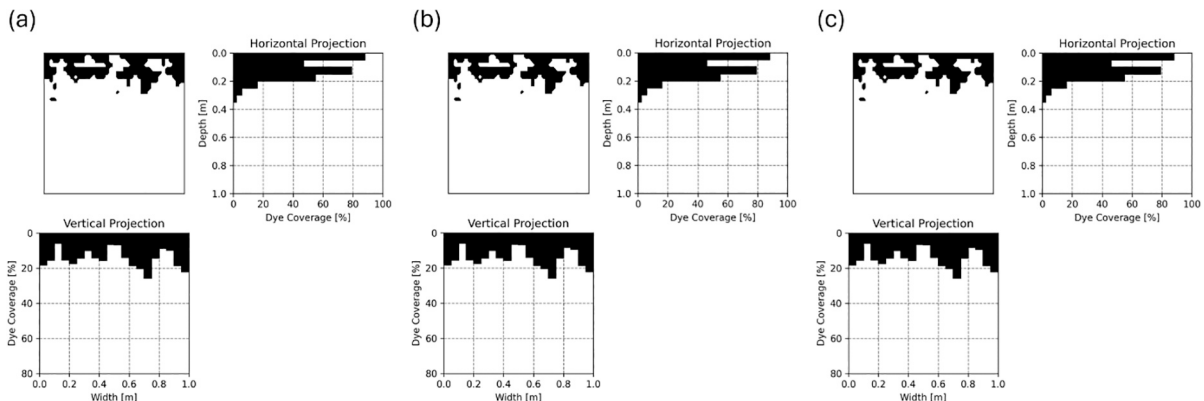 (a)
Horizontal Projection
0.0
0.2
0.4
0.6
0.8
1.0
Depth [m]
0 20 40 60 80 100
Dye Coverage [%]
Vertical Projection
0
20
40
60
80
Dye Coverage [%]
0.0 0.2 0.4 0.6 0.8 1.0
Width [m]
(b)
Horizontal Projection
0.0
0.2
0.4
0.6
0.8
1.0
Depth [m]
0 20 40 60 80 100
Dye Coverage [%]
Vertical Projection
0
20
40
60
80
Dye Coverage [%]
0.0 0.2 0.4 0.6 0.8 1.0
Width [m]
(c)
Horizontal Projection
0.0
0.2
0.4
0.6
0.8
1.0
Depth [m]
0 20 40 60 80 100
Dye Coverage [%]
Vertical Projection
0
20
40
60
80
Dye Coverage [%]
0.0 0.2 0.4 0.6 0.8 1.0
Width [m]